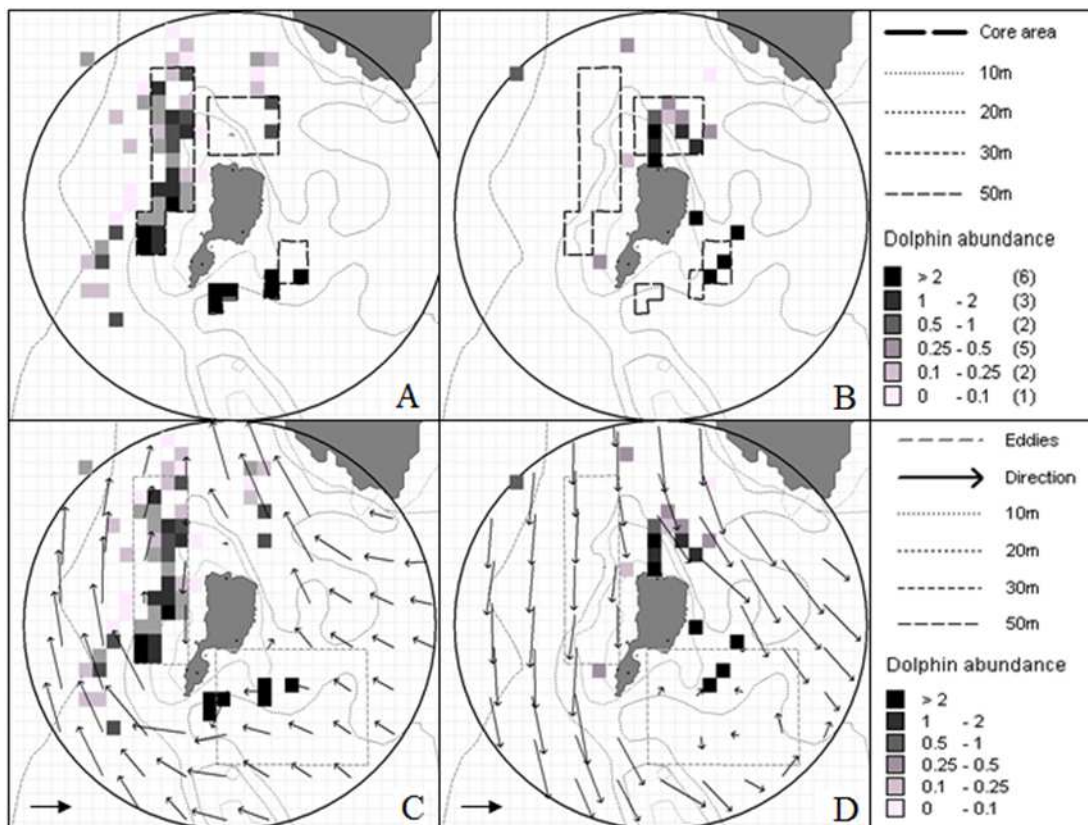 A
B
Core area
10m
20m
30m
50m
Dolphin abundance
> 2 (6)
1 - 2 (3)
0.5 - 1 (2)
0.25 - 0.5 (5)
0.1 - 0.25 (2)
0 - 0.1 (1)
C
D
Eddies
Direction
10m
20m
30m
50m
Dolphin abundance
> 2
1 - 2
0.5 - 1
0.25 - 0.5
0.1 - 0.25
0 - 0.1